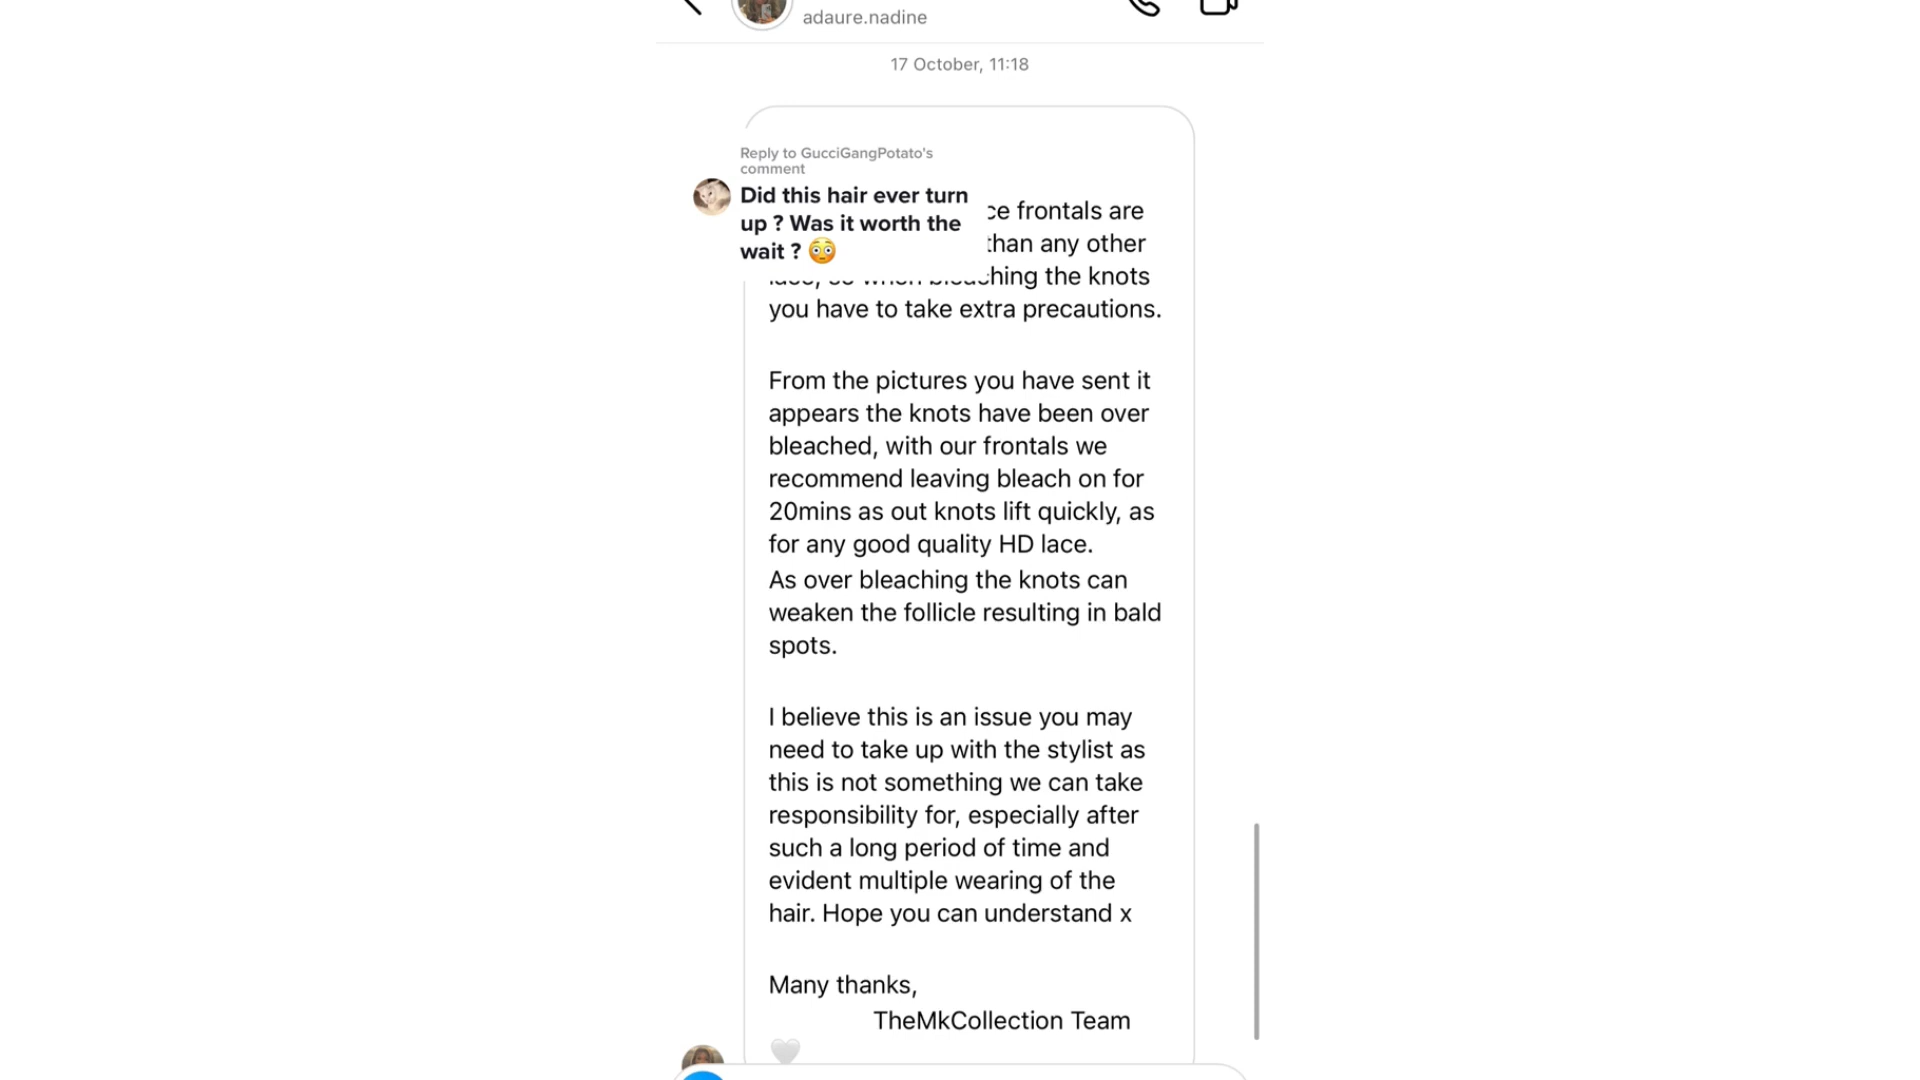 adaure.nadine
17 October, 11:18
Reply to GucciGangPotato's
comment
Did this hair ever turn
up ? Was it worth the
wait ? 😳
frontals are
than any other
hing the knots
you have to take extra precautions.
From the pictures you have sent it
appears the knots have been over
bleached, with our frontals we
recommend leaving bleach on for
20mins as out knots lift quickly, as
for any good quality HD lace.
As over bleaching the knots can
weaken the follicle resulting in bald
spots.
I believe this is an issue you may
need to take up with the stylist as
this is not something we can take
responsibility for, especially after
such a long period of time and
evident multiple wearing of the
hair. Hope you can understand x
Many thanks,
TheMkCollection Team
🤍